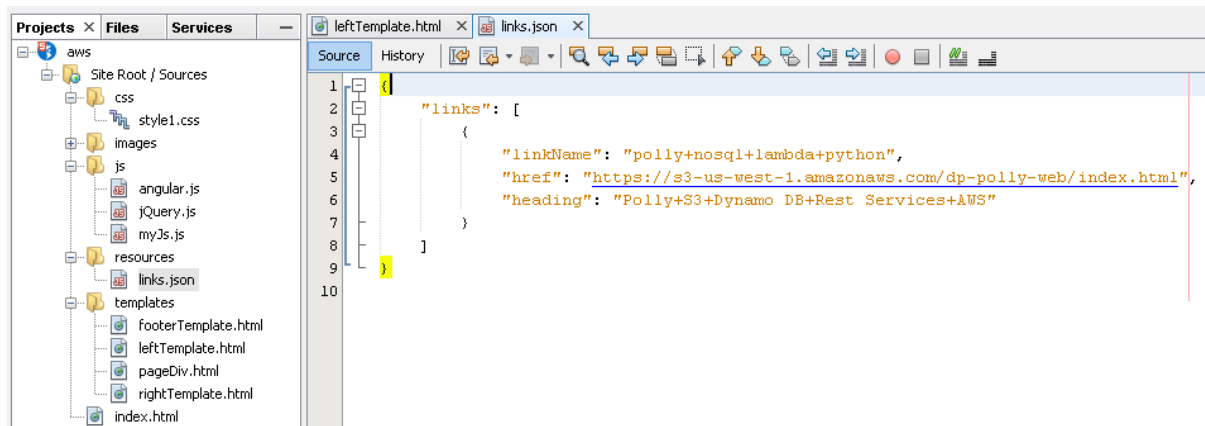 Projects × Files Services —
aws
Site Root / Sources
css
style1.css
images
js
angular.js
jQuery.js
myJs.js
resources
links.json
templates
footerTemplate.html
leftTemplate.html
pageDiv.html
rightTemplate.html
index.html
leftTemplate.html × links.json ×
Source History
1 {
2 "links": [
3 {
4 "linkName": "polly+nosql+lambda+python",
5 "href": "https://s3-us-west-1.amazonaws.com/dp-polly-web/index.html",
6 "heading": "Polly+S3+Dynamo DB+Rest Services+AWS"
7 }
8 ]
9 }
10